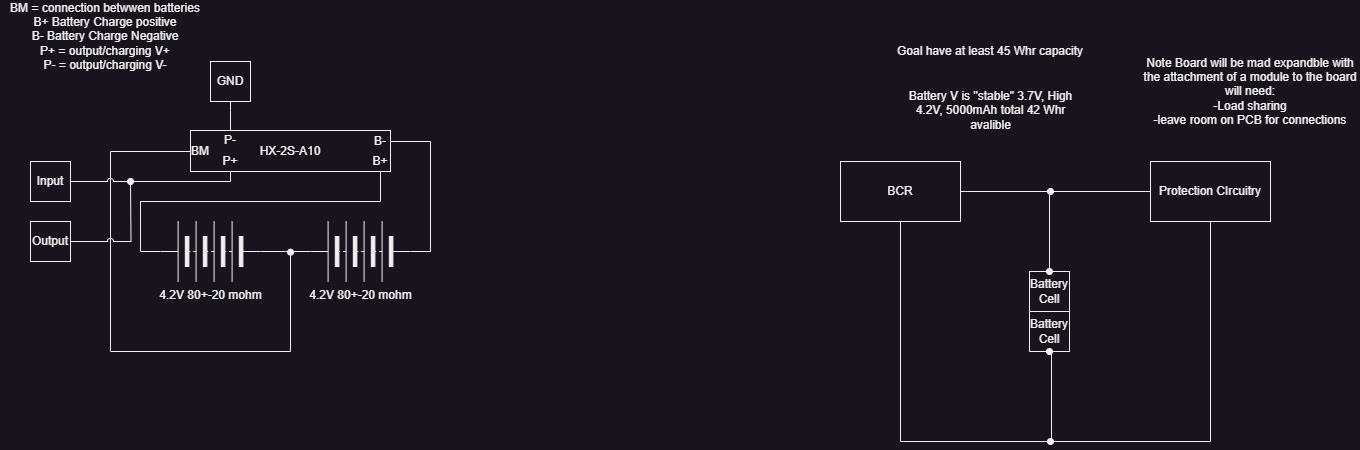 BM = connection betwwen batteries
B+ Battery Charge positive
B- Battery Charge Negative
P+ = output/charging V+
P- = output/charging V-
GND
P-
BM
HX-2S-A10
B-
P+
B+
Input
Output
4.2V 80+-20 mohm
4.2V 80+-20 mohm
Goal have at least 45 Whr capacity
Battery V is "stable" 3.7V, High
4.2V, 5000mAh total 42 Whr
avalible
Note Board will be mad expandble with
the attachment of a module to the board
will need:
-Load sharing
-leave room on PCB for connections
BCR
Protection CIrcuitry
Battery
Cell
Battery
Cell